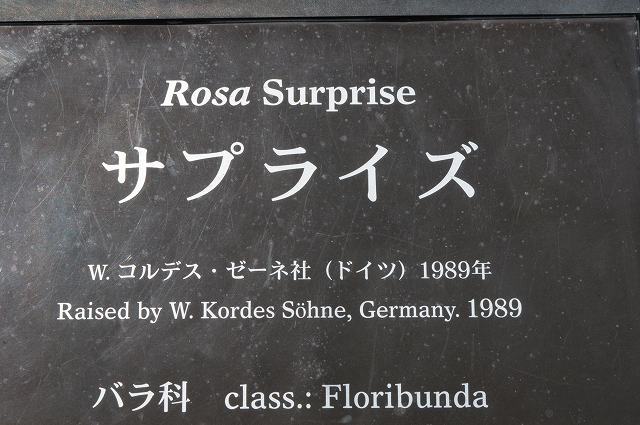 Rosa Surprise
サプライズ
W. コルデス・ゼーネ社（ドイツ）1989年
Raised by W. Kordes Söhne, Germany. 1989
バラ科　class.: Floribunda